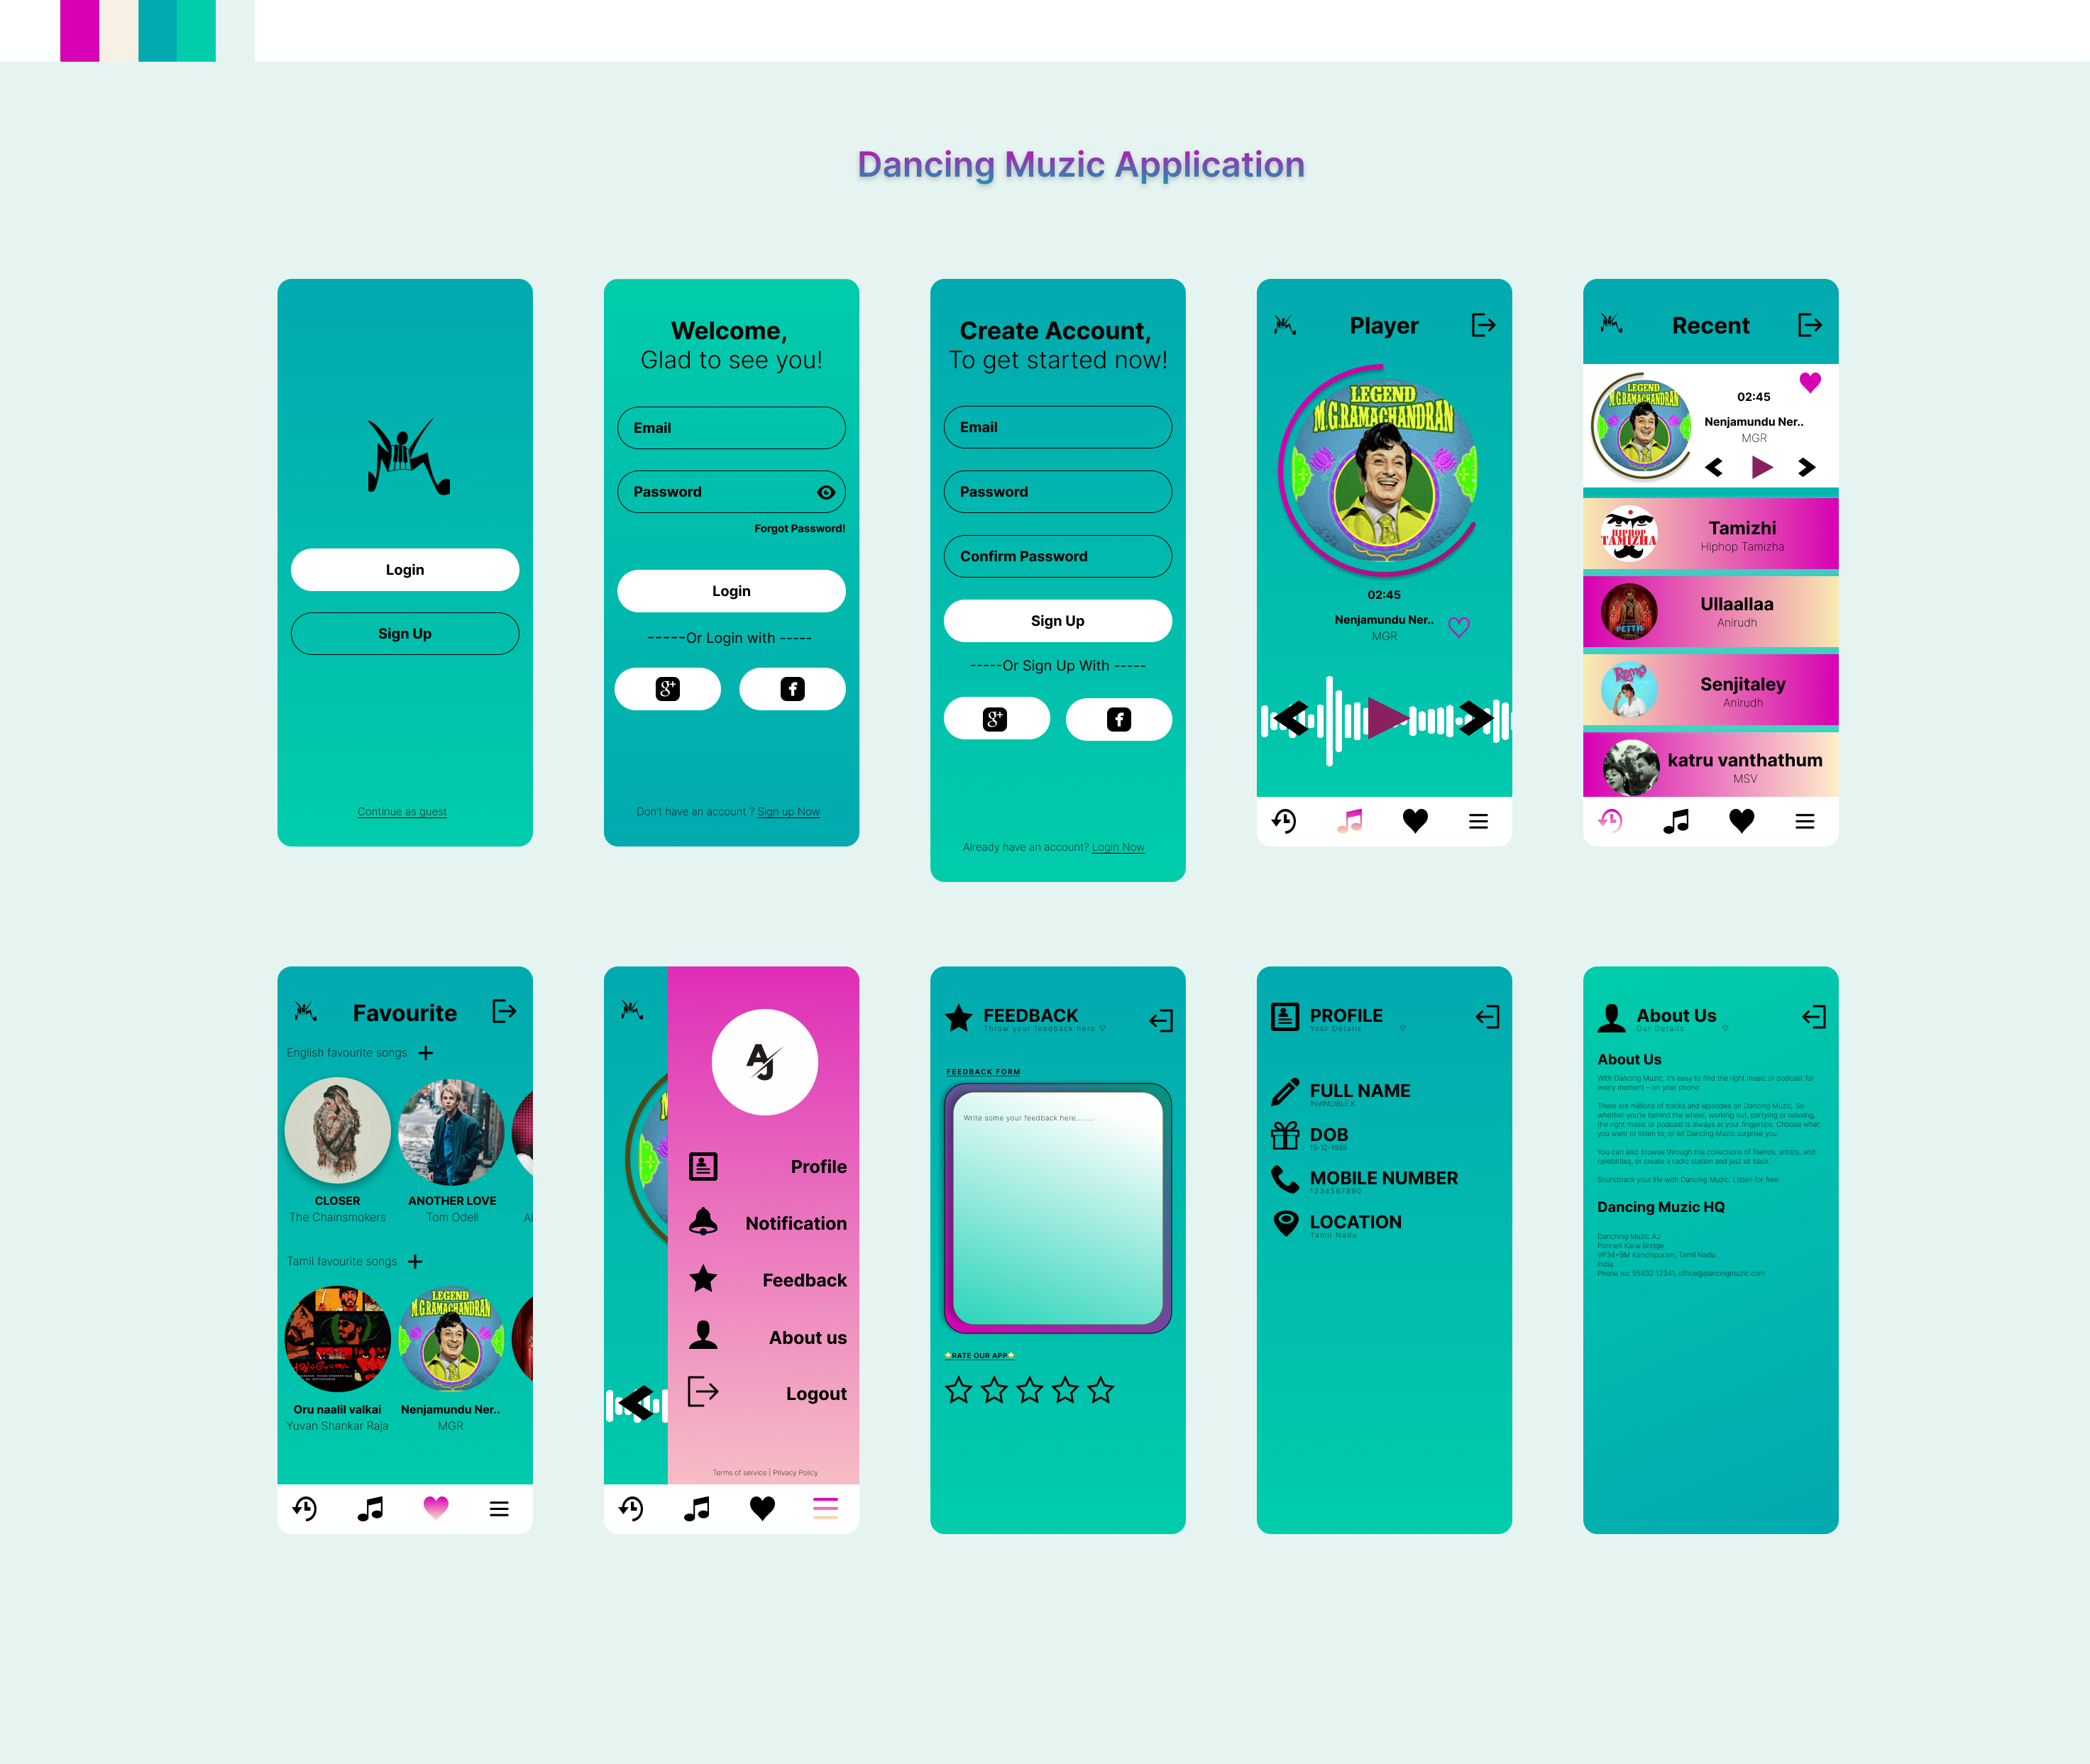 Dancing Muzic Application
Login
Sign Up
Continue as guest
Welcome,
Glad to see you!
Email
Password
Forgot Password!
Login
-----Or Login with -----
g+
f
Don't have an account ? Sign up Now
Create Account,
To get started now!
Email
Password
Confirm Password
Sign Up
-----Or Sign Up With -----
g+
f
Already have an account? Login Now
Player
LEGEND
M.G.RAMACHANDRAN
02:45
Nenjamundu Ner..
MGR
Recent
LEGEND
M.G.RAMACHANDRAN
02:45
Nenjamundu Ner..
MGR
HIPHOP
TAMIZHA
Tamizhi
Hiphop Tamizha
PETTA
Ullaallaa
Anirudh
Remo
Senjitaley
Anirudh
katru vanthathum
MSV
Favourite
English favourite songs
CLOSER
The Chainsmokers
ANOTHER LOVE
Tom Odell
Al
Tamil favourite songs
LEGEND
M.G.RAMACHANDRAN
Oru naalil valkai
Yuvan Shankar Raja
Nenjamundu Ner..
MGR
AJ
Profile
Notification
Feedback
About us
Logout
Terms of service | Privacy Policy
FEEDBACK
Throw your feedback here
FEEDBACK FORM
Write some your feedback here........
RATE OUR APP
PROFILE
Your Details
FULL NAME
INVINCIBLE K
DOB
15-12-1998
MOBILE NUMBER
1234567890
LOCATION
Tamil Nadu
About Us
Our Details
About Us
With Dancing Muzic, it's easy to find the right music or podcast for
every moment – on your phone.
There are millions of tracks and episodes on Dancing Muzic. So
whether you're behind the wheel, working out, partying or relaxing,
the right music or podcast is always at your fingertips. Choose what
you want to listen to, or let Dancing Muzic surprise you.
You can also browse through the collections of friends, artists, and
celebrities, or create a radio station and just sit back.
Soundtrack your life with Dancing Muzic. Listen for free.
Dancing Muzic HQ
Danching Muzic AJ
Ponneri Karai Bridge
VP34+9M Kanchipuram, Tamil Nadu
India.
Phone no: 95432 12341, office@dancingmuzic.com